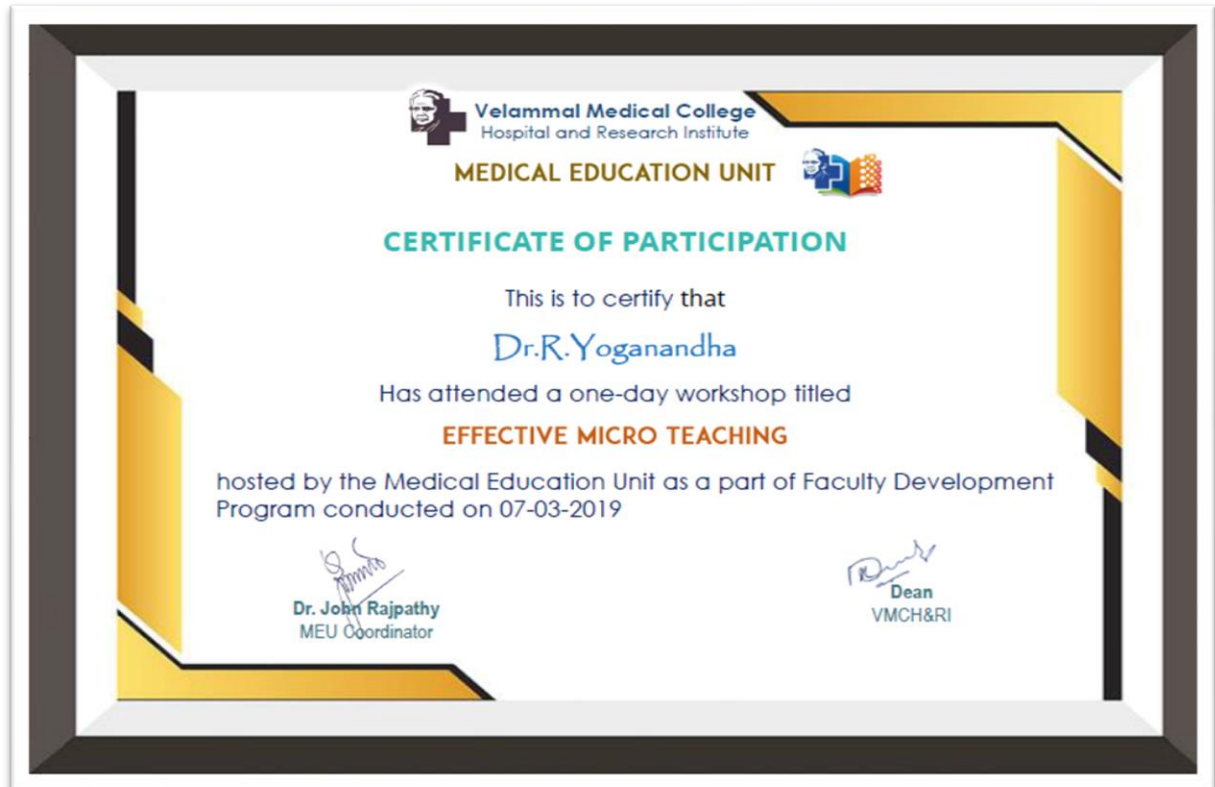 Velammal Medical College
Hospital and Research Institute
MEDICAL EDUCATION UNIT
CERTIFICATE OF PARTICIPATION
This is to certify that
Dr.R.Yoganandha
Has attended a one-day workshop titled
EFFECTIVE MICRO TEACHING
hosted by the Medical Education Unit as a part of Faculty Development
Program conducted on 07-03-2019
Dr. John Rajpathy
MEU Coordinator
Dean
VMCH&RI